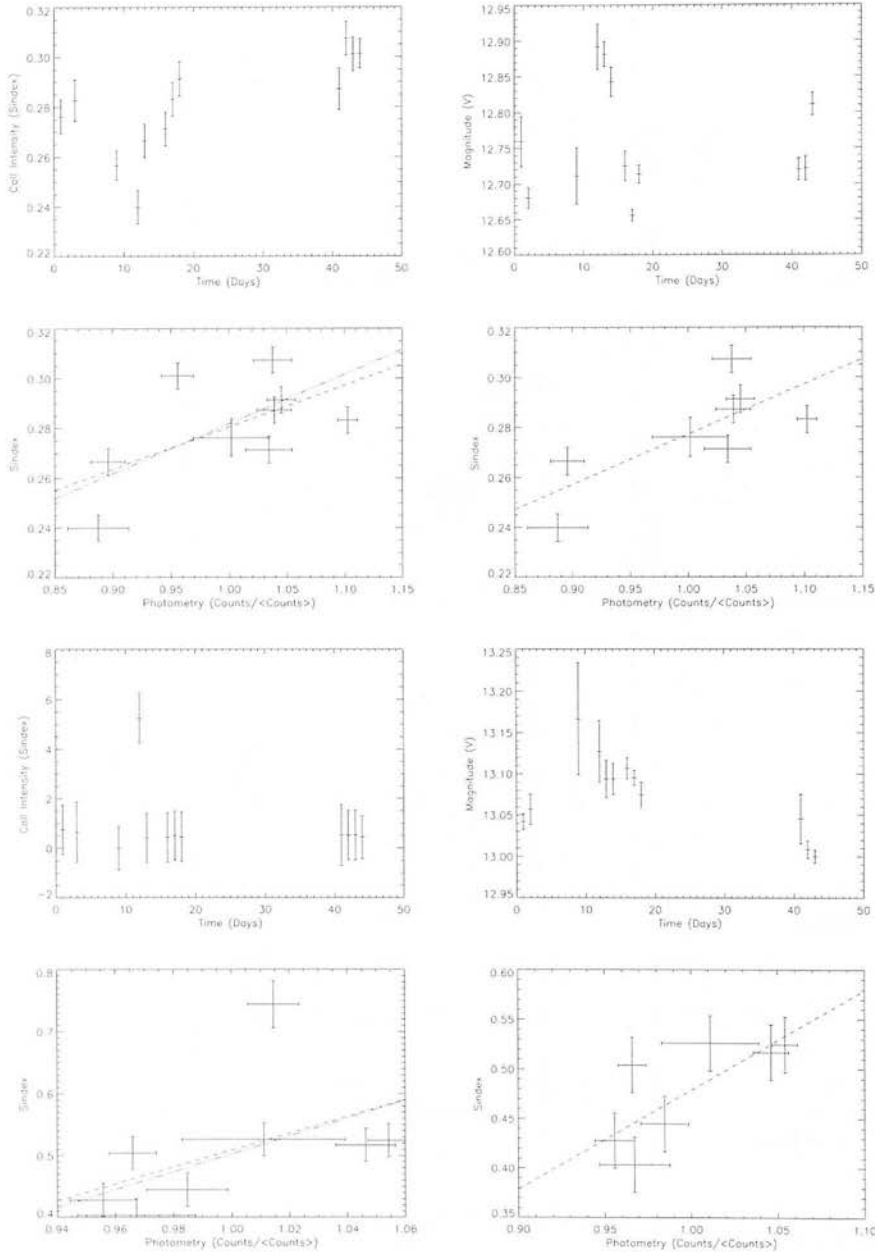 0.32
0.30
0.28
0.26
0.24
0.22
CaII Intensity (Sindex)
0 10 20 30 40 50
Time (Days)
12.95
12.90
12.85
12.80
12.75
12.70
12.65
12.60
Magnitude (V)
0 10 20 30 40 50
Time (Days)
0.32
0.30
0.28
0.26
0.24
0.22
Sindex
0.85 0.90 0.95 1.00 1.05 1.10 1.15
Photometry (Counts/<Counts>)
0.32
0.30
0.28
0.26
0.24
0.22
Sindex
0.85 0.90 0.95 1.00 1.05 1.10 1.15
Photometry (Counts/<Counts>)
8
6
4
2
0
-2
CaII Intensity (Sindex)
0 10 20 30 40 50
Time (Days)
13.25
13.20
13.15
13.10
13.05
13.00
12.95
Magnitude (V)
0 10 20 30 40 50
Time (Days)
0.8
0.7
0.6
0.5
0.4
Sindex
0.94 0.96 0.98 1.00 1.02 1.04 1.06
Photometry (Counts/<Counts>)
0.60
0.55
0.50
0.45
0.40
0.35
Sindex
0.90 0.95 1.00 1.05 1.10
Photometry (Counts/<Counts>)